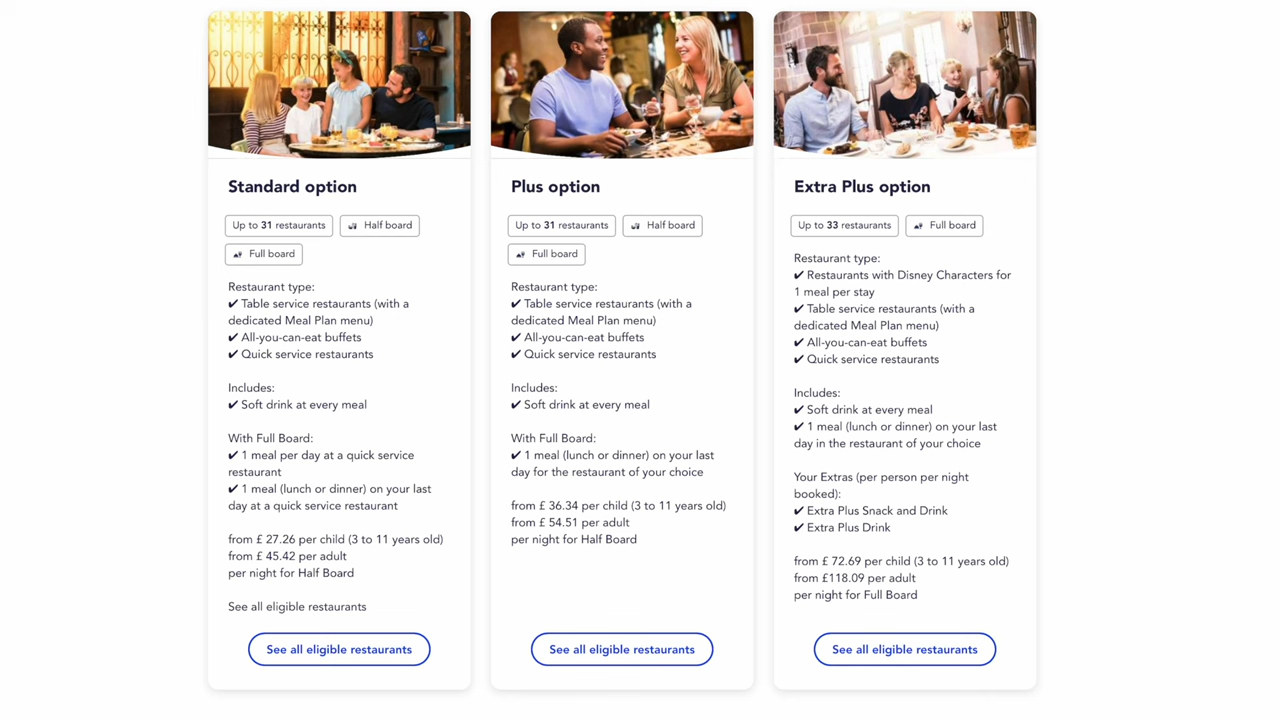 Standard option
Up to 31 restaurants
Half board
Full board
Restaurant type:
✔ Table service restaurants (with a
dedicated Meal Plan menu)
✔ All-you-can-eat buffets
✔ Quick service restaurants
Includes:
✔ Soft drink at every meal
With Full Board:
✔ 1 meal per day at a quick service
restaurant
✔ 1 meal (lunch or dinner) on your last
day at a quick service restaurant
from £ 27.26 per child (3 to 11 years old)
from £ 45.42 per adult
per night for Half Board
See all eligible restaurants
See all eligible restaurants
Plus option
Up to 31 restaurants
Half board
Full board
Restaurant type:
✔ Table service restaurants (with a
dedicated Meal Plan menu)
✔ All-you-can-eat buffets
✔ Quick service restaurants
Includes:
✔ Soft drink at every meal
With Full Board:
✔ 1 meal (lunch or dinner) on your last
day for the restaurant of your choice
from £ 36.34 per child (3 to 11 years old)
from £ 54.51 per adult
per night for Half Board
See all eligible restaurants
Extra Plus option
Up to 33 restaurants
Full board
Restaurant type:
✔ Restaurants with Disney Characters for
1 meal per stay
✔ Table service restaurants (with a
dedicated Meal Plan menu)
✔ All-you-can-eat buffets
✔ Quick service restaurants
Includes:
✔ Soft drink at every meal
✔ 1 meal (lunch or dinner) on your last
day in the restaurant of your choice
Your Extras (per person per night
booked):
✔ Extra Plus Snack and Drink
✔ Extra Plus Drink
from £ 72.69 per child (3 to 11 years old)
from £118.09 per adult
per night for Full Board
See all eligible restaurants